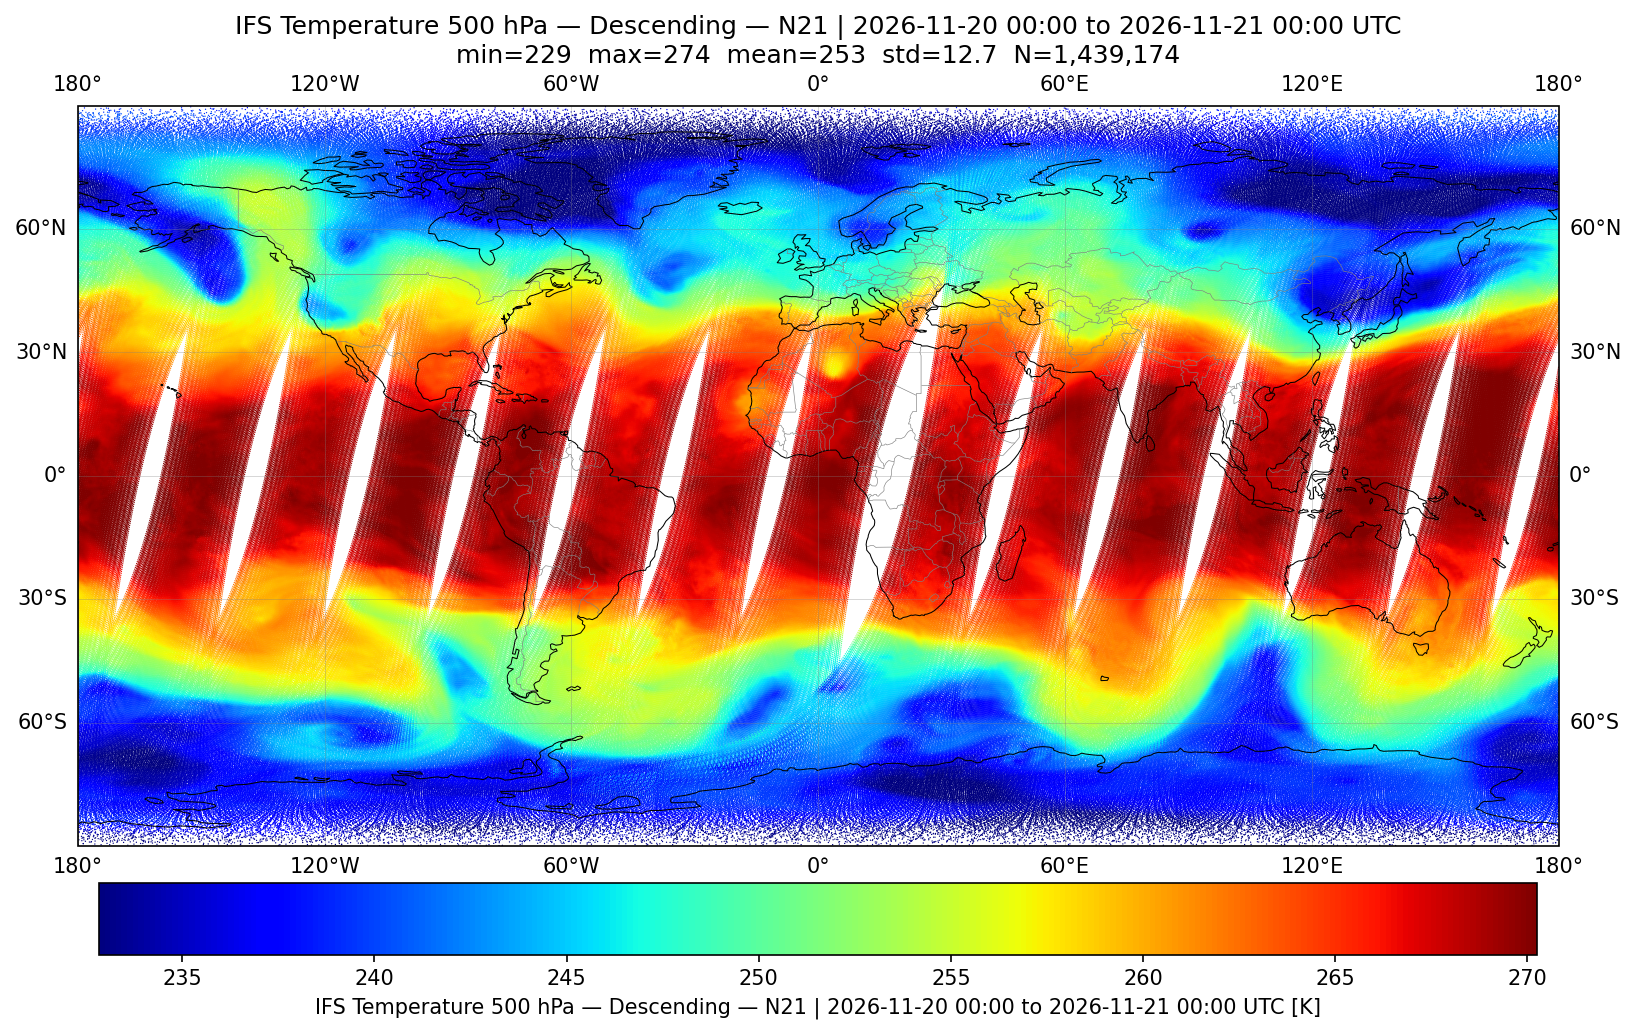 IFS Temperature 500 hPa — Descending — N21 | 2026-11-20 00:00 to 2026-11-21 00:00 UTC
min=229 max=274 mean=253 std=12.7 N=1,439,174
180° 120°W 60°W 0° 60°E 120°E 180°
60°N 60°N
30°N 30°N
0° 0°
30°S 30°S
60°S 60°S
180° 120°W 60°W 0° 60°E 120°E 180°
235 240 245 250 255 260 265 270
IFS Temperature 500 hPa — Descending — N21 | 2026-11-20 00:00 to 2026-11-21 00:00 UTC [K]